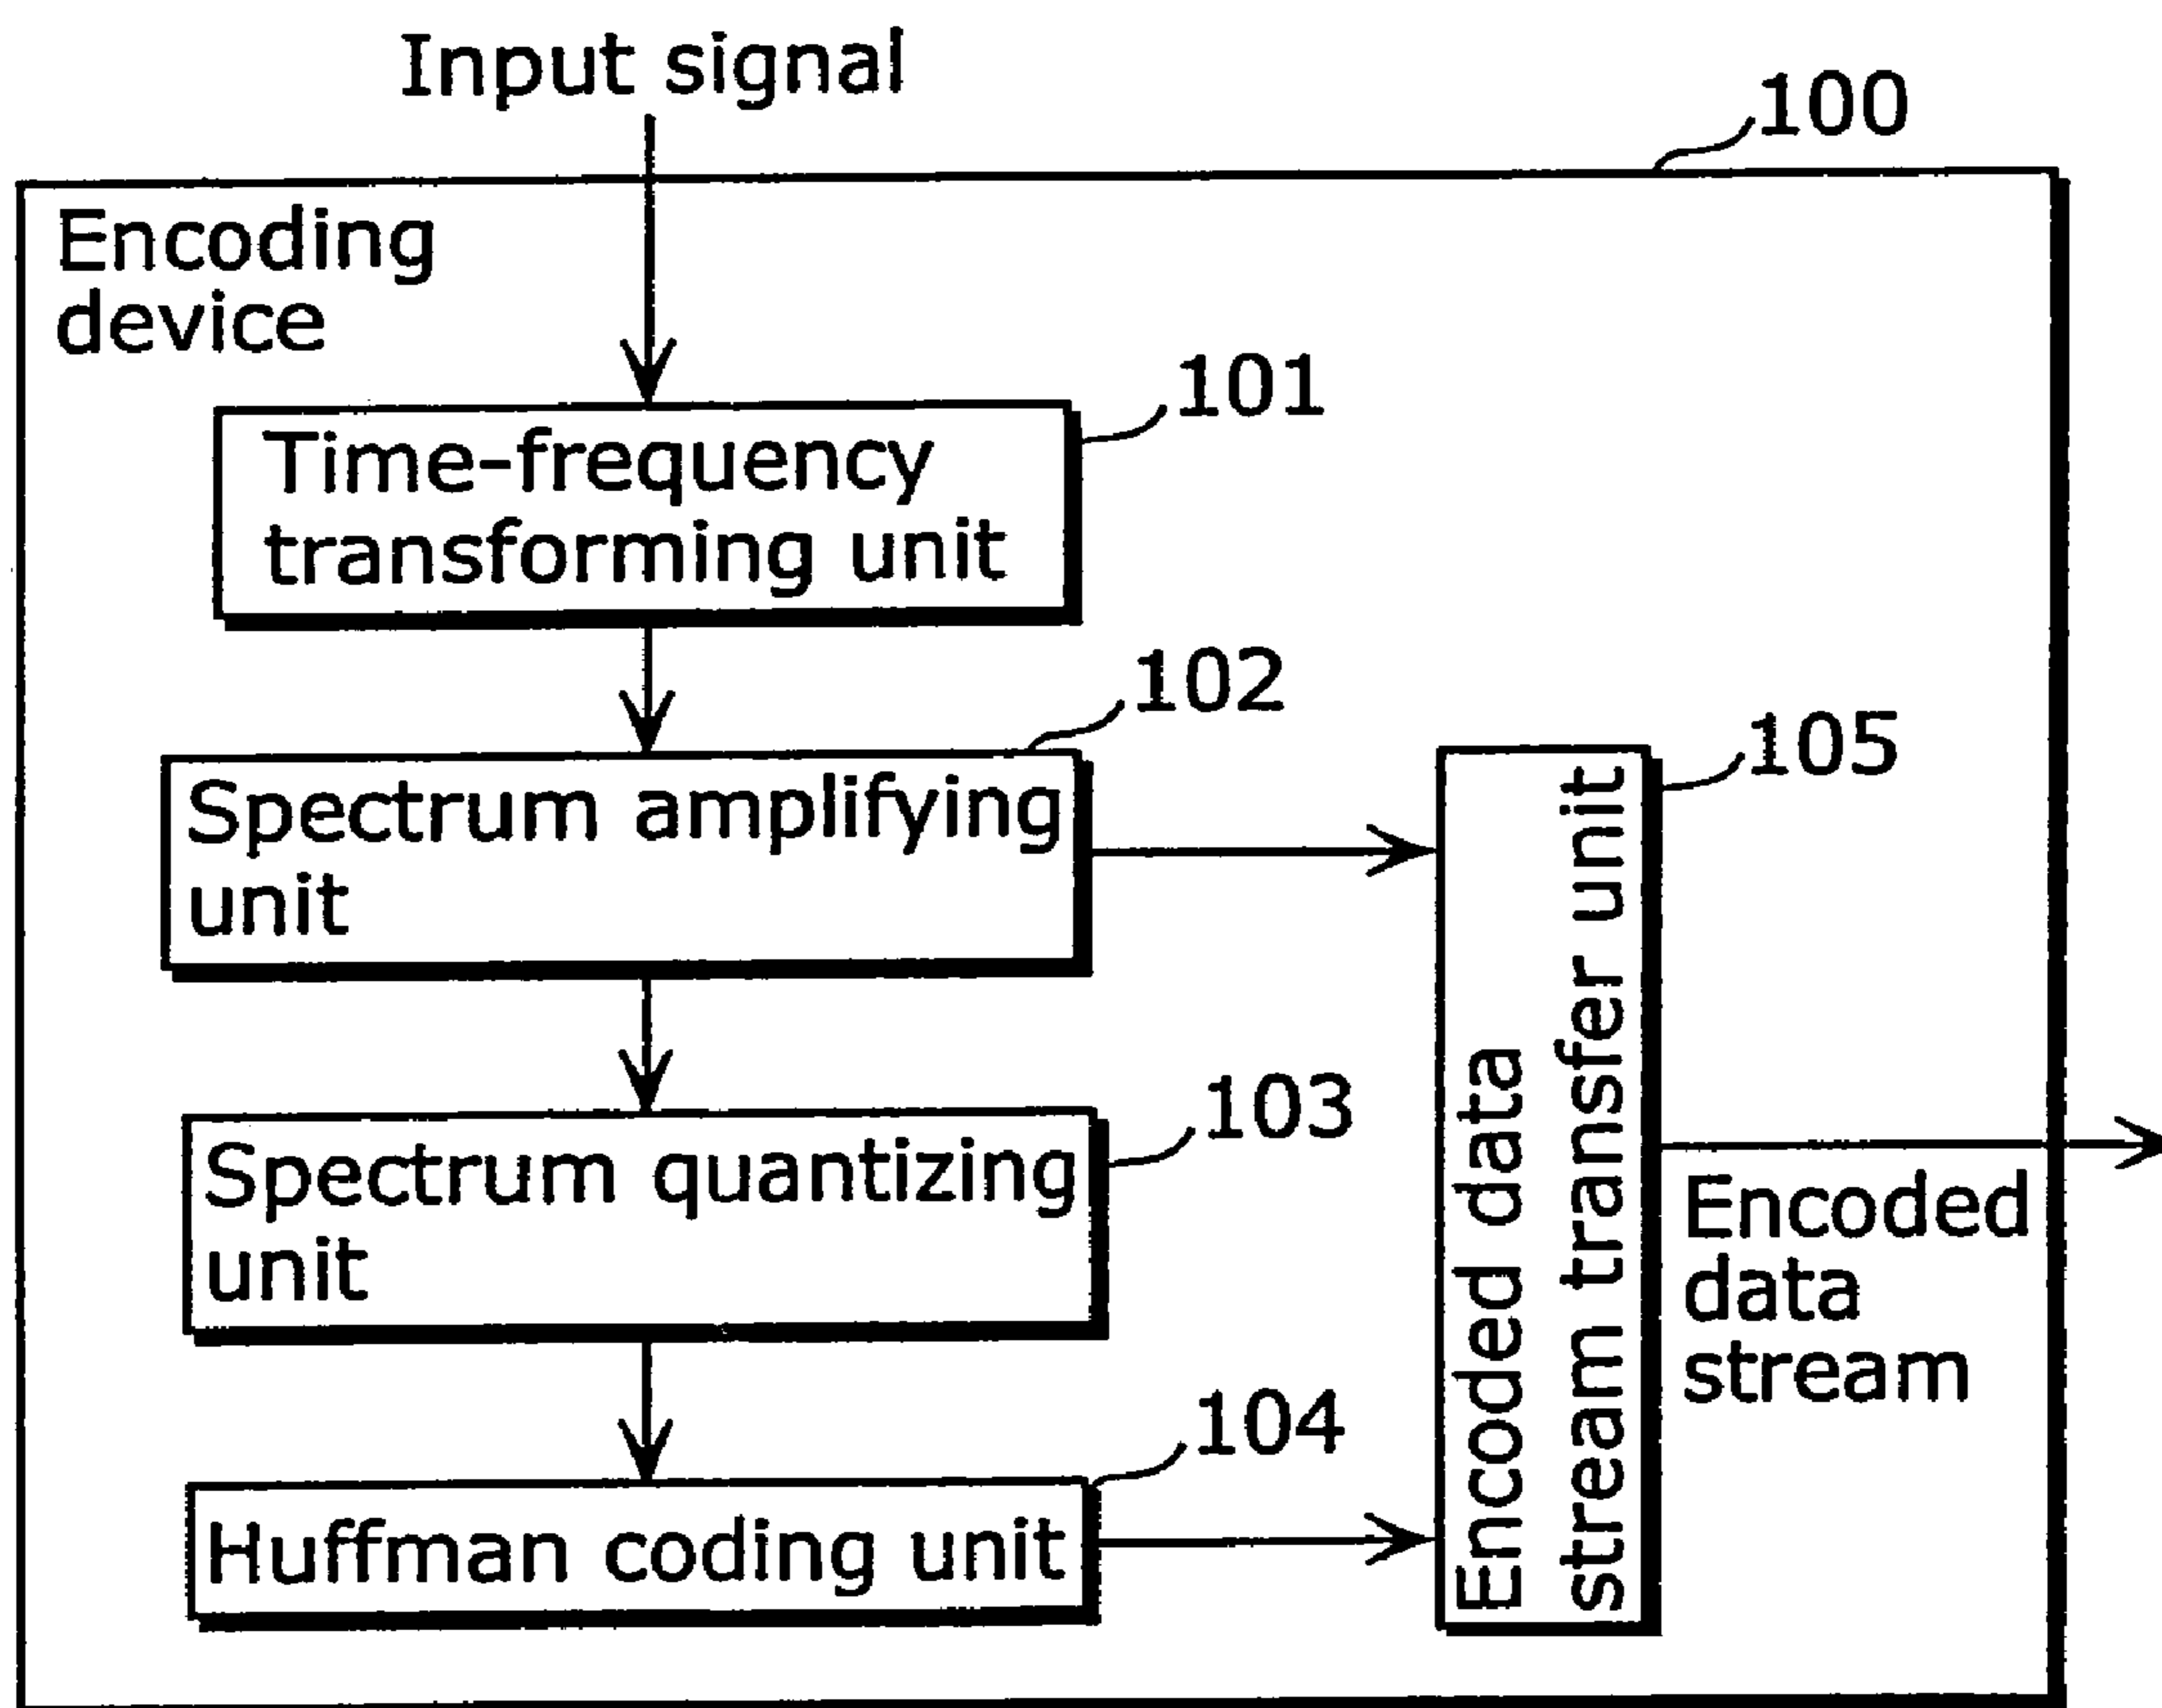 Input signal
100
Encoding
device
101
Time-frequency
transforming unit
102
Spectrum amplifying
unit
105
Encoded data
stream transfer unit
103
Spectrum quantizing
unit
Encoded
data
stream
104
Huffman coding unit